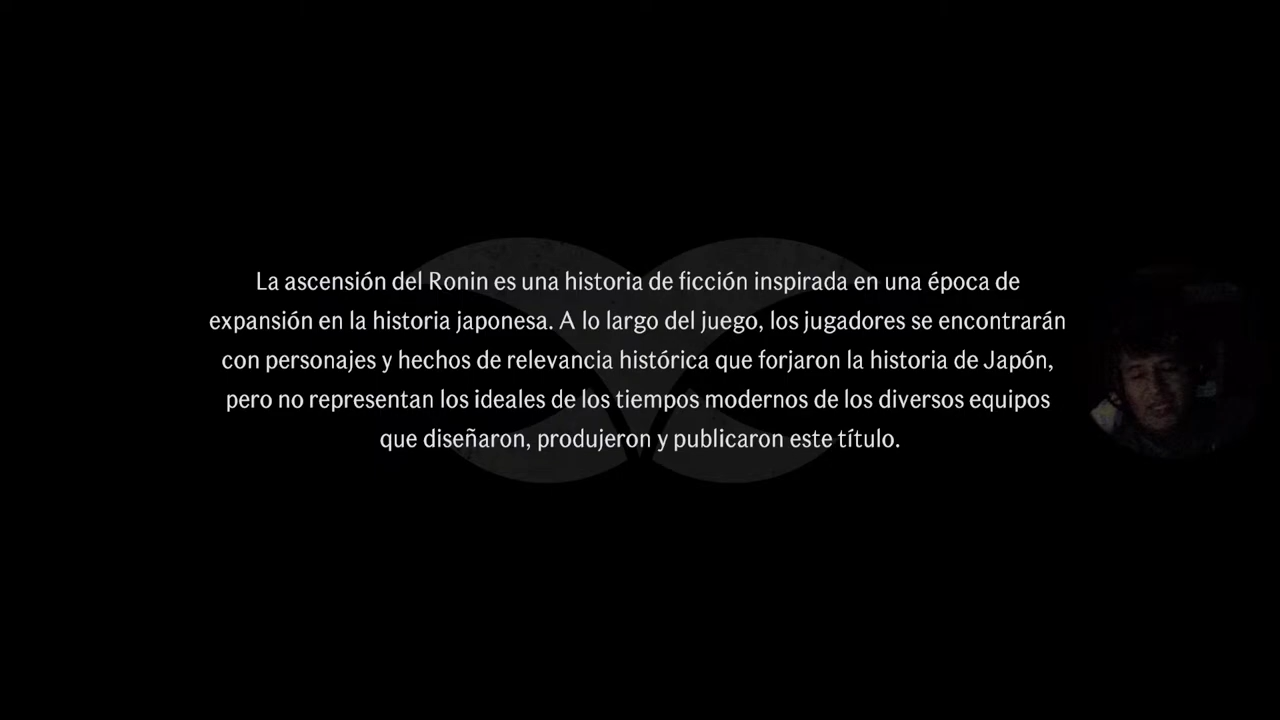 La ascensión del Ronin es una historia de ficción inspirada en una época de
expansión en la historia japonesa. A lo largo del juego, los jugadores se encontrarán
con personajes y hechos de relevancia histórica que forjaron la historia de Japón,
pero no representan los ideales de los tiempos modernos de los diversos equipos
que diseñaron, produjeron y publicaron este título.